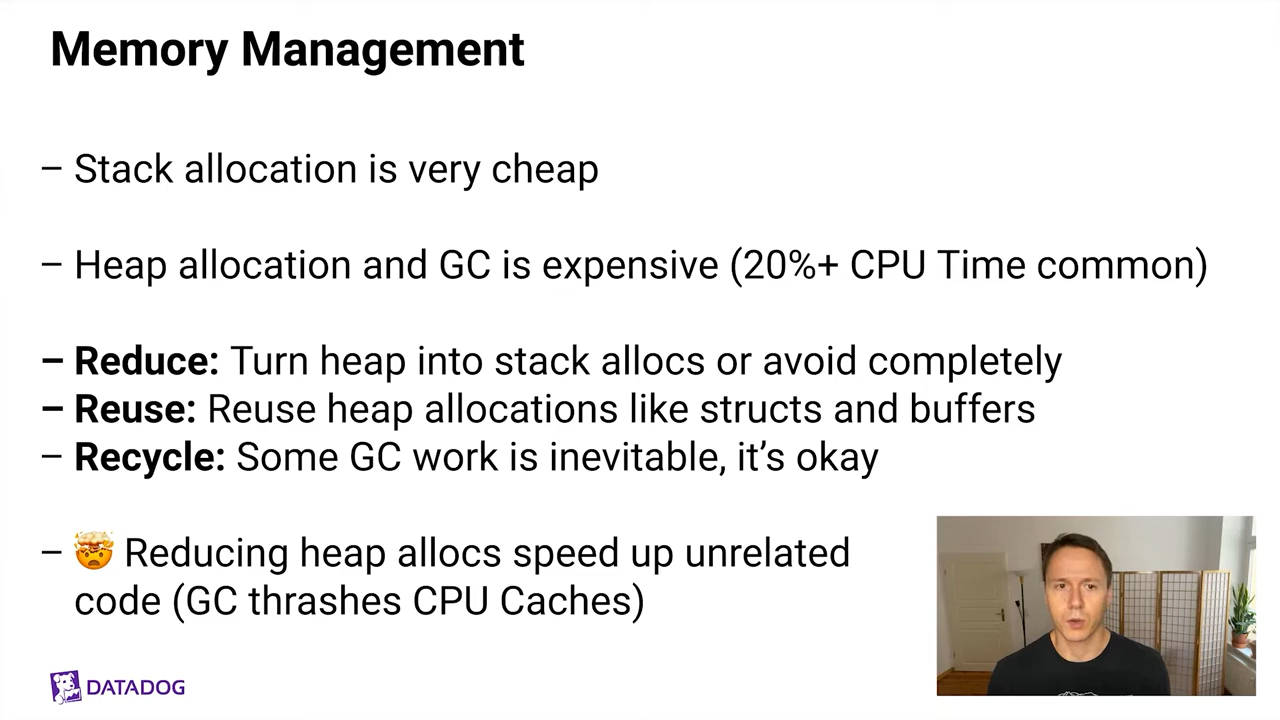 Memory Management
– Stack allocation is very cheap
– Heap allocation and GC is expensive (20%+ CPU Time common)
– Reduce: Turn heap into stack allocs or avoid completely
– Reuse: Reuse heap allocations like structs and buffers
– Recycle: Some GC work is inevitable, it’s okay
– 🤯 Reducing heap allocs speed up unrelated
code (GC thrashes CPU Caches)
DATADOG